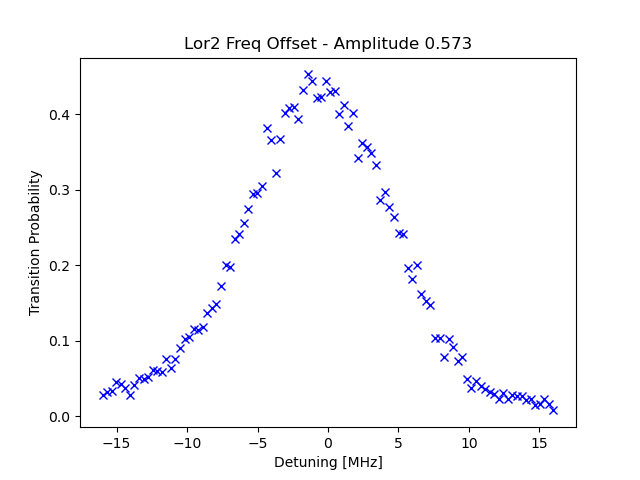 Lor2 Freq Offset - Amplitude 0.573
Transition Probability
0.4
0.3
0.2
0.1
0.0
−15 −10 −5 0 5 10 15
Detuning [MHz]